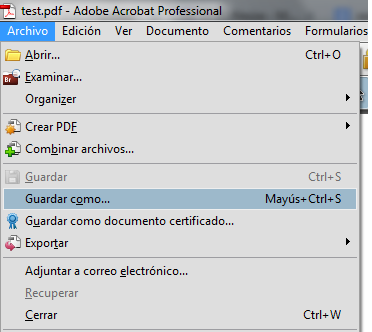 test.pdf - Adobe Acrobat Professional
Archivo Edición Ver Documento Comentarios Formularios
Abrir... Ctrl+O
Br Examinar...
Organizer
Crear PDF
Combinar archivos...
Guardar Ctrl+S
Guardar como... Mayús+Ctrl+S
Guardar como documento certificado...
Exportar
Adjuntar a correo electrónico...
Recuperar
Cerrar Ctrl+W